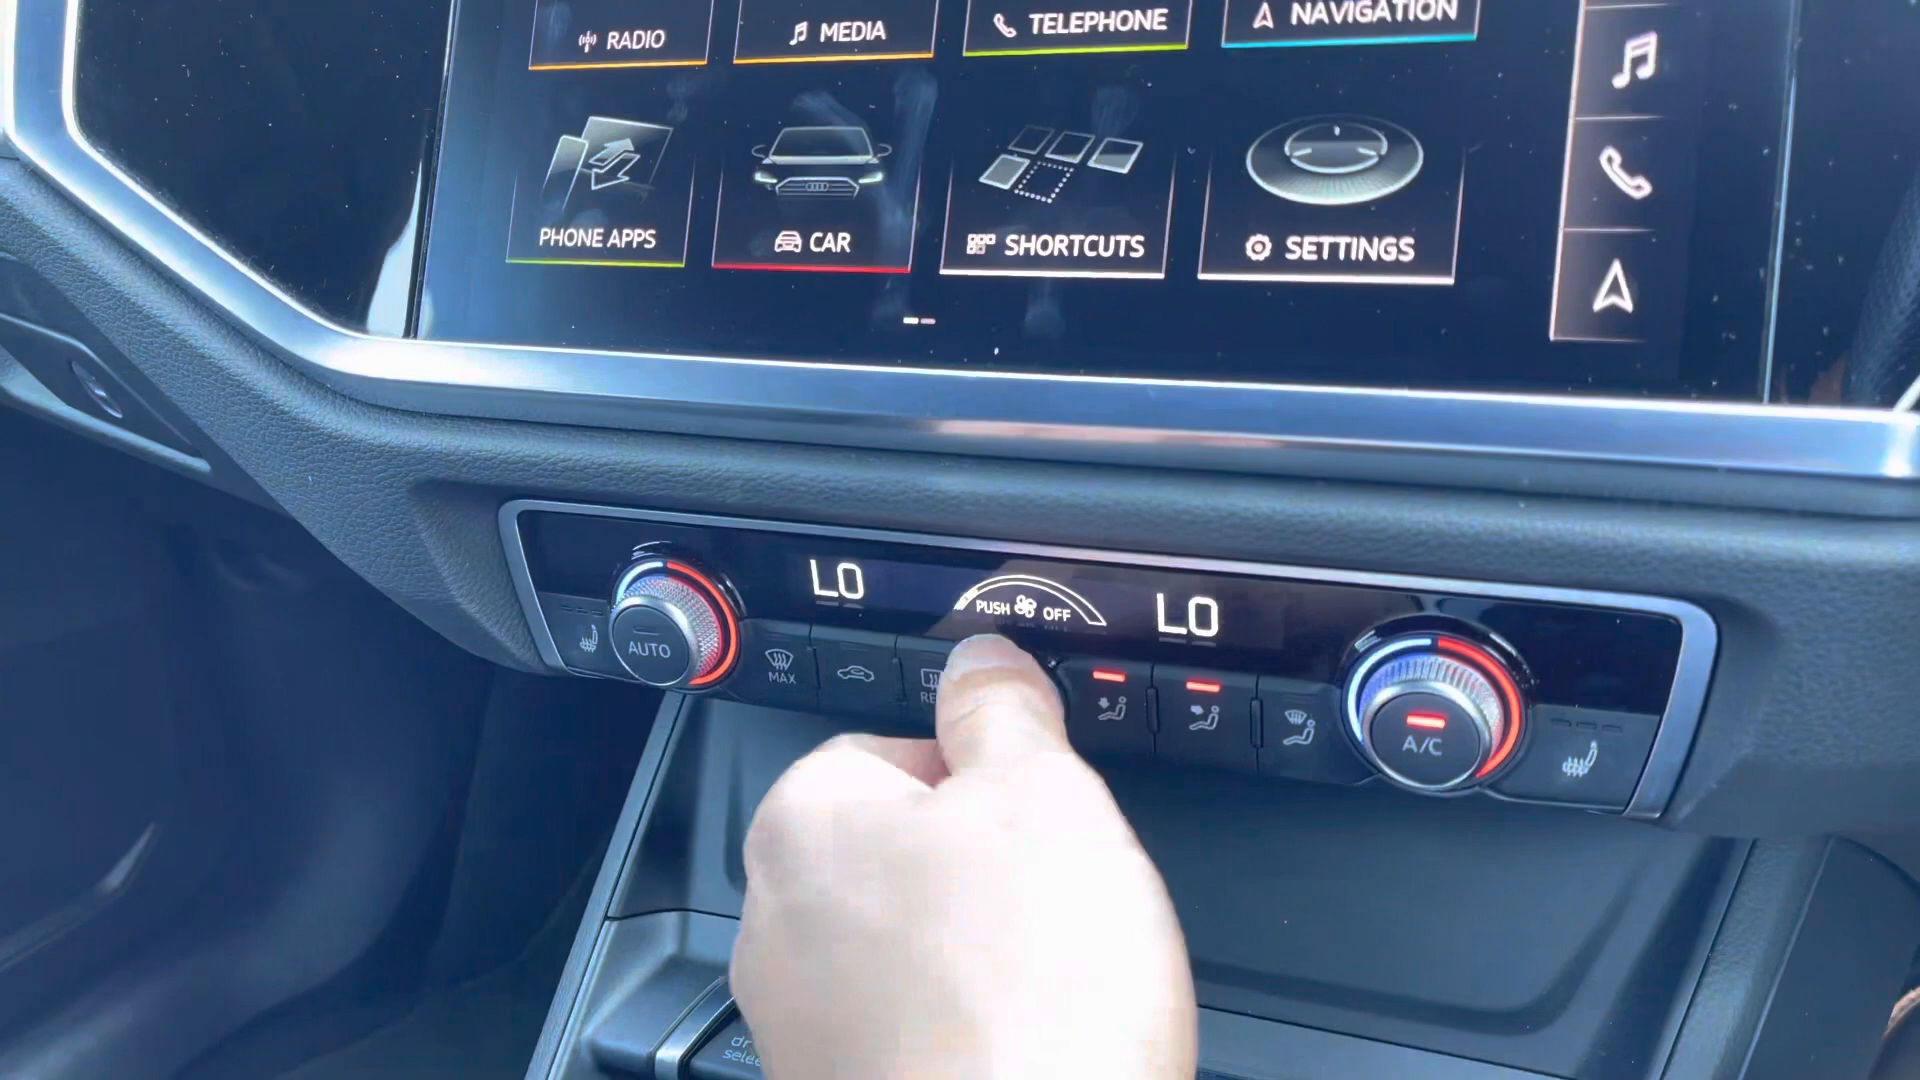 RADIO
MEDIA
TELEPHONE
NAVIGATION
PHONE APPS
CAR
SHORTCUTS
SETTINGS
LO
PUSH OFF
LO
AUTO
MAX
A/C